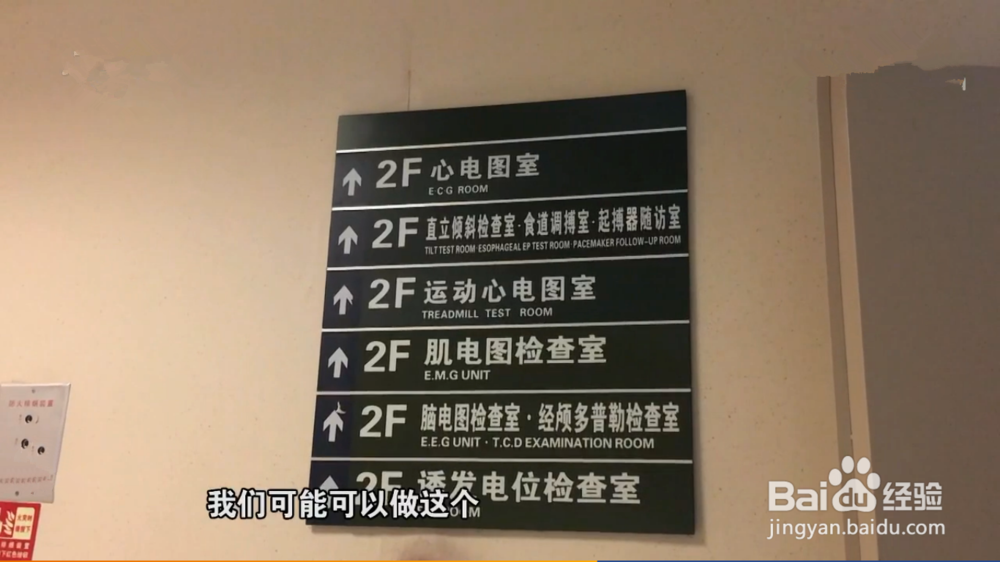 2F 心电图室
E·C·G ROOM
2F 直立倾斜检查室·食道调搏室·起搏器随访室
TILT TEST ROOM·ESOPHAGEAL EP TEST ROOM·PACEMAKER FOLLOW-UP ROOM
2F 运动心电图室
TREADMILL TEST ROOM
2F 肌电图检查室
E.M.G UNIT
2F 脑电图检查室·经颅多普勒检查室
E.E.G UNIT · T.C.D EXAMINATION ROOM
2F 透发电位检查室
ROOM
我们可能可以做这个
Baidu经验
jingyan.baidu.com